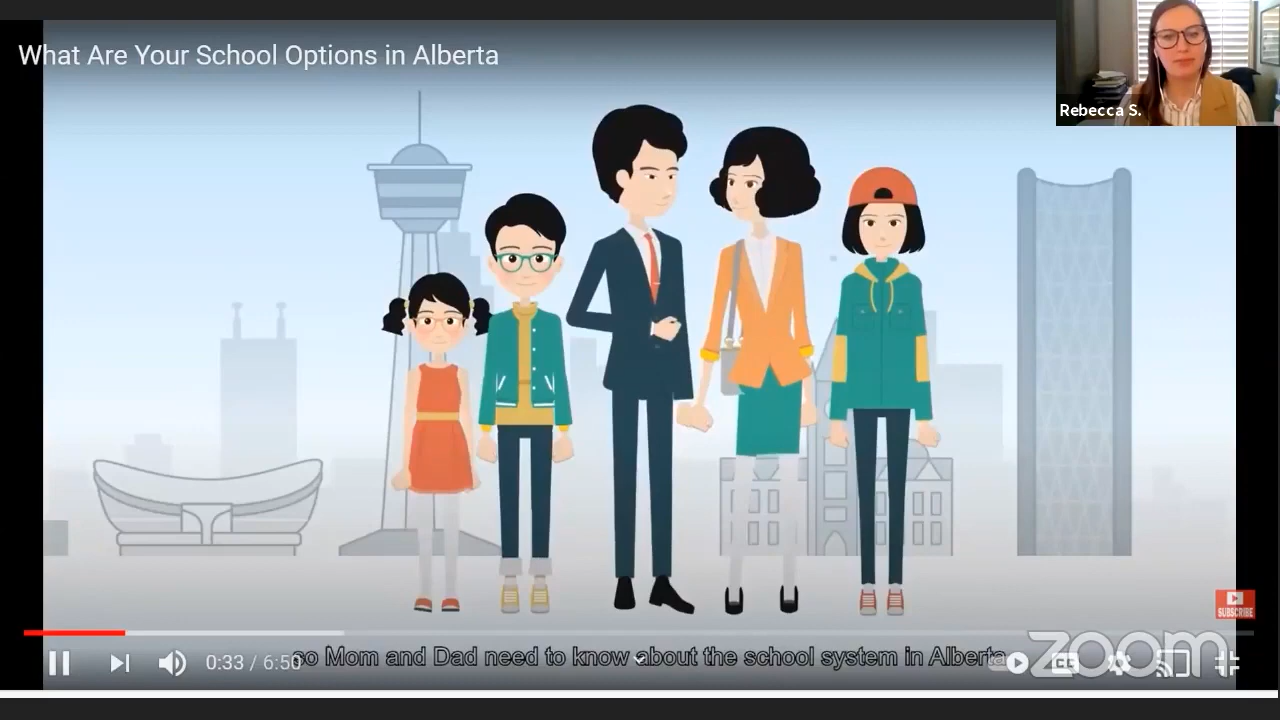 What Are Your School Options in Alberta
Rebecca S.
SUBSCRIBE
0:33 / 6:50
so Mom and Dad need to know about the school system in Alberta
CC
zoom